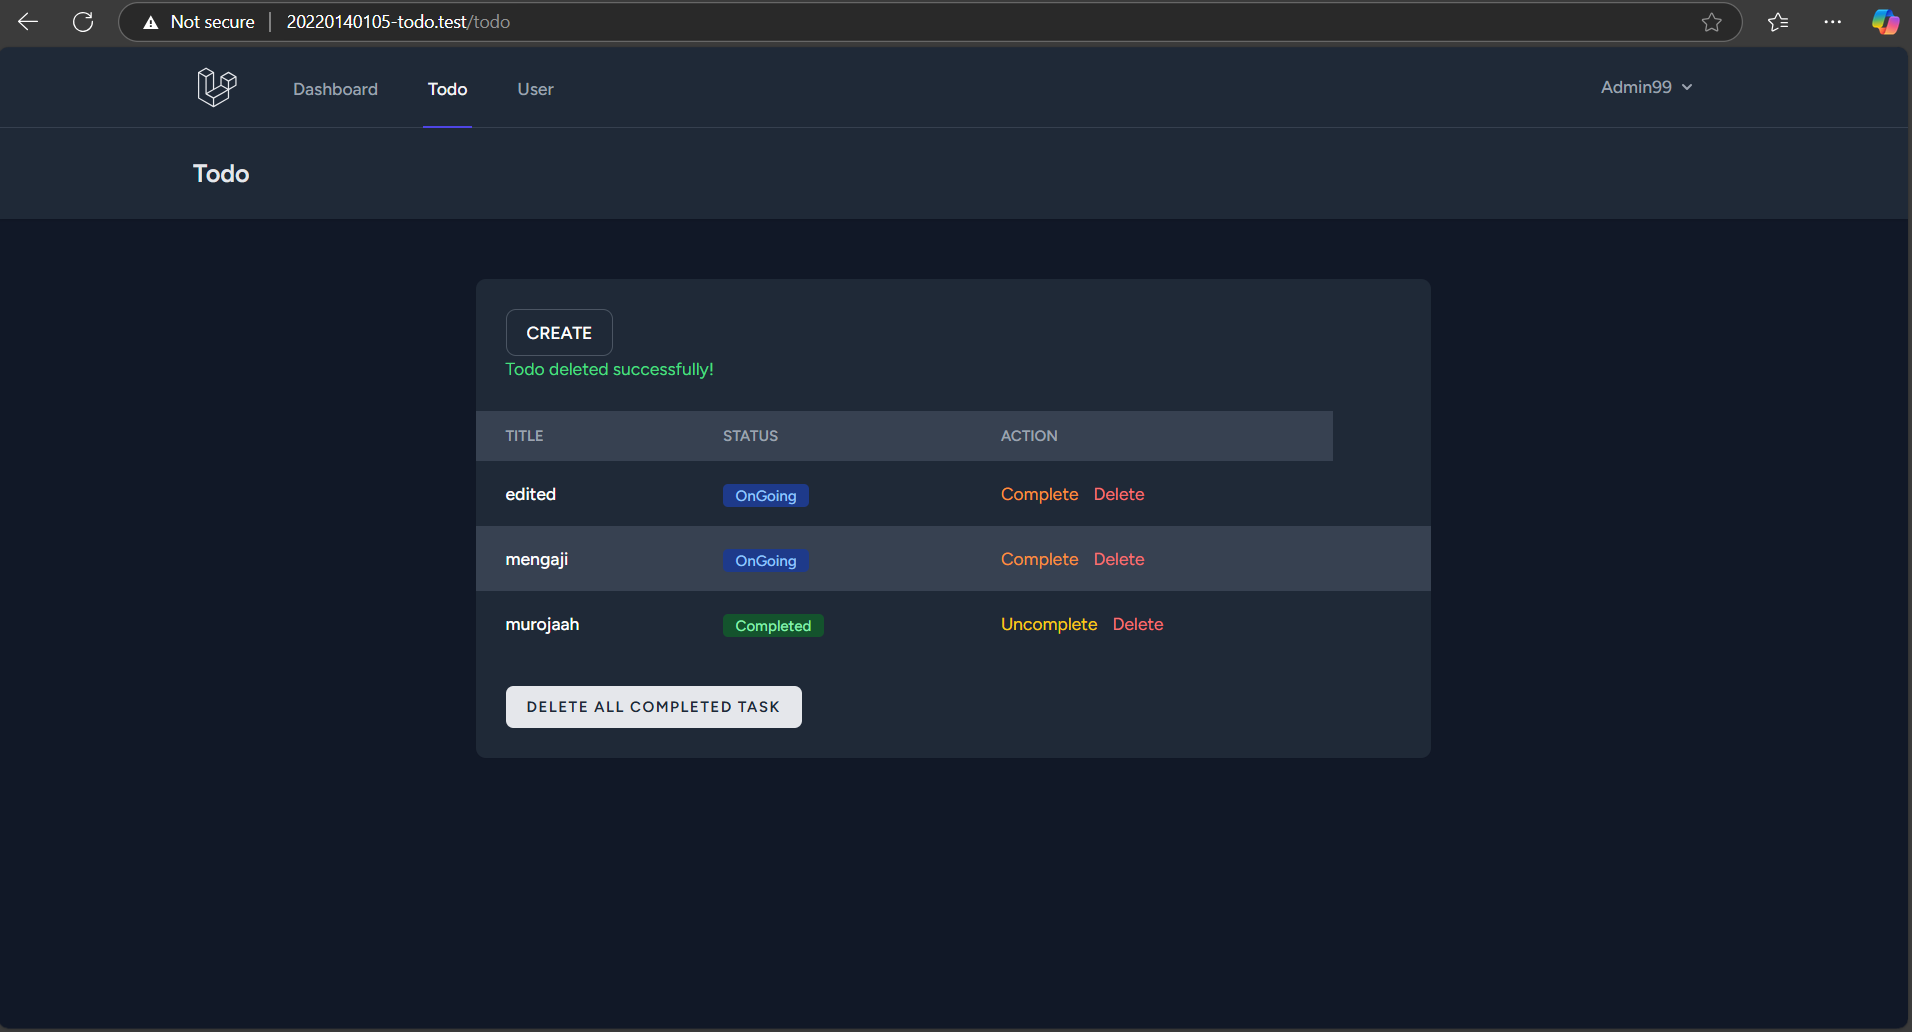 Not secure | 20220140105-todo.test/todo
Dashboard Todo User Admin99
Todo
CREATE
Todo deleted successfully!
TITLE STATUS ACTION
edited OnGoing Complete Delete
mengaji OnGoing Complete Delete
murojaah Completed Uncomplete Delete
DELETE ALL COMPLETED TASK